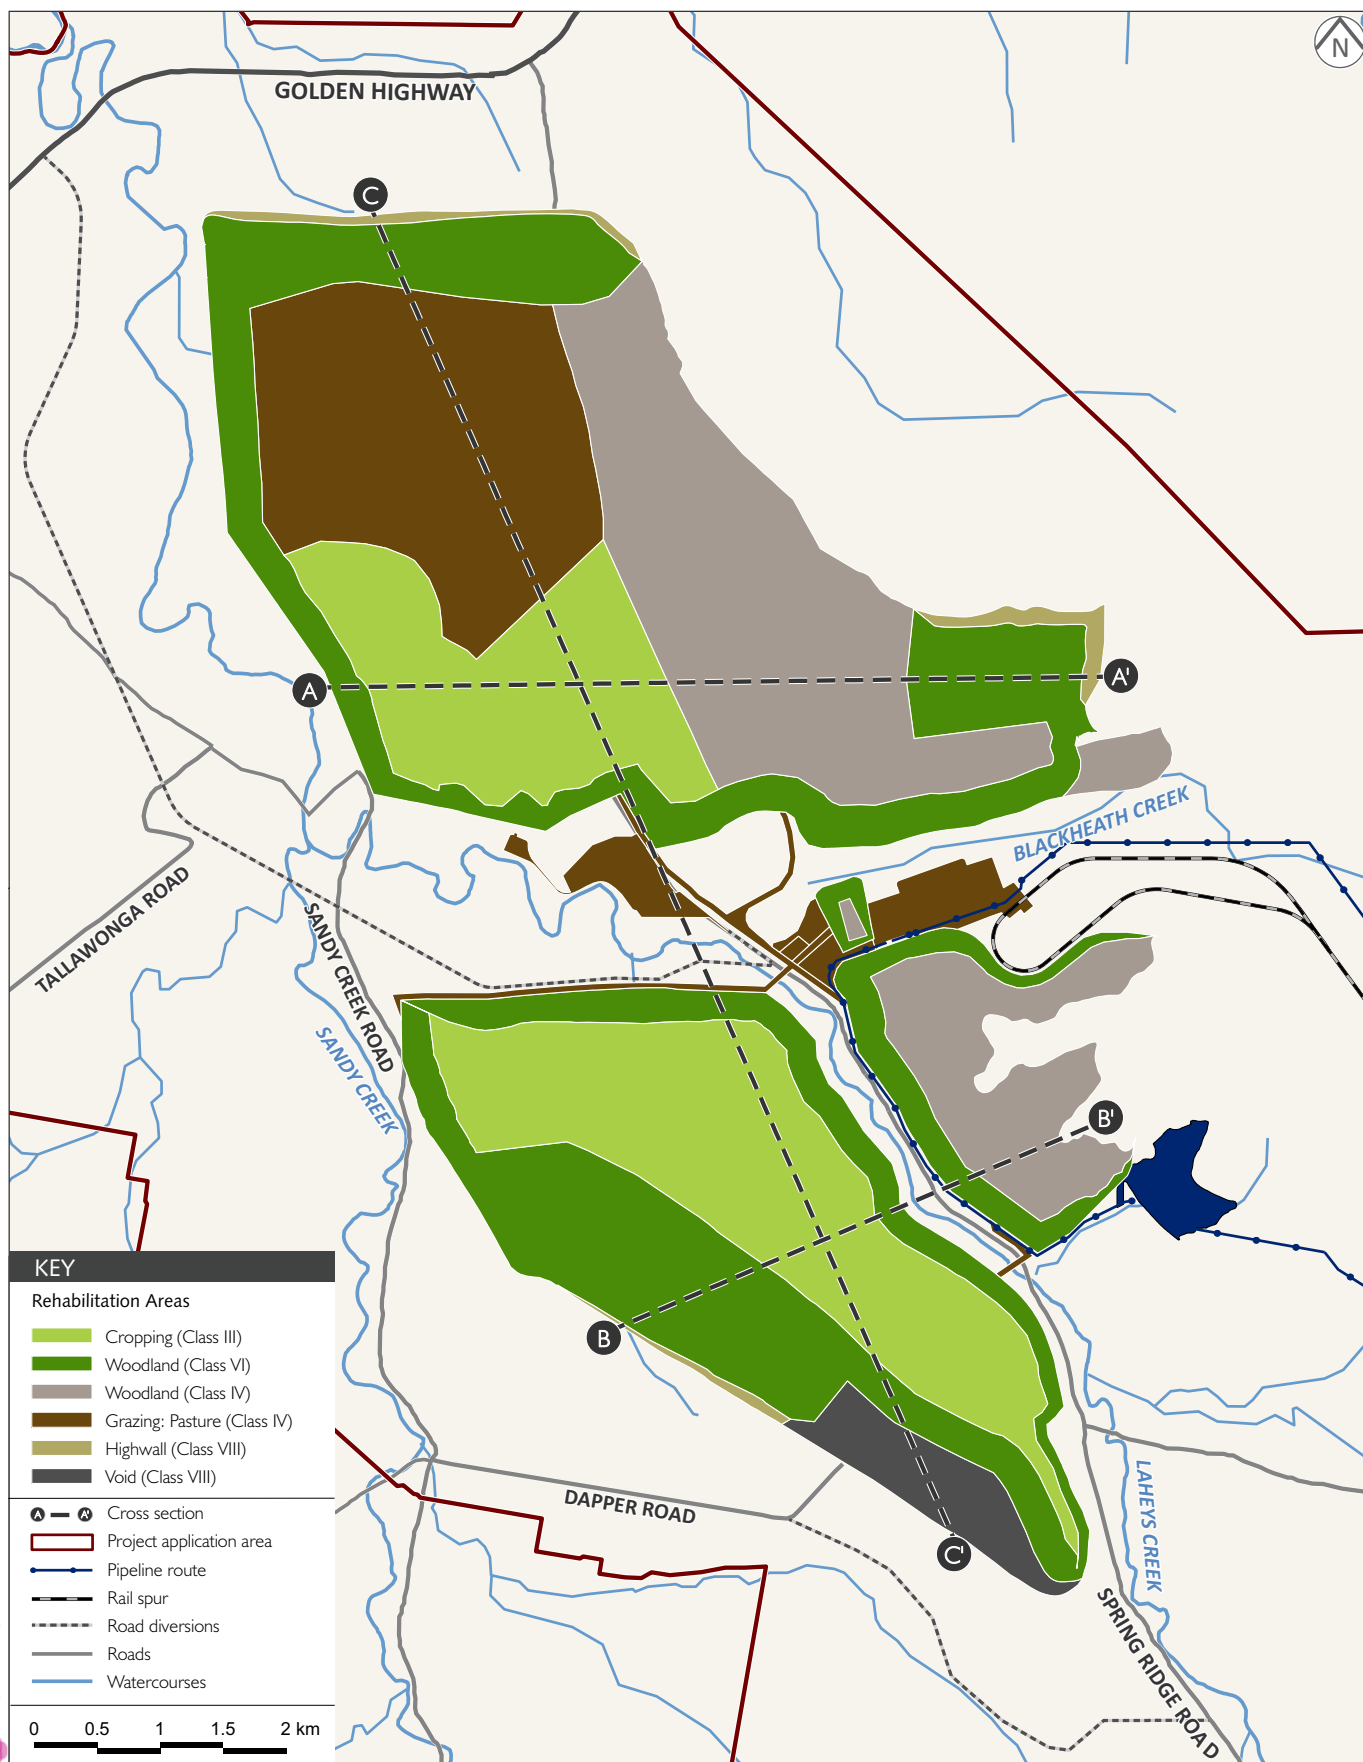 N
GOLDEN HIGHWAY
C
A
A'
BLACKHEATH CREEK
TALLAWONGA ROAD
SANDY CREEK ROAD
SANDY CREEK
B'
B
KEY
Rehabilitation Areas
Cropping (Class III)
Woodland (Class VI)
Woodland (Class IV)
Grazing: Pasture (Class IV)
Highwall (Class VIII)
Void (Class VIII)
A A' Cross section
Project application area
Pipeline route
Rail spur
Road diversions
Roads
Watercourses
0 0.5 1 1.5 2 km
DAPPER ROAD
C'
LAHEYS CREEK
SPRING RIDGE ROAD